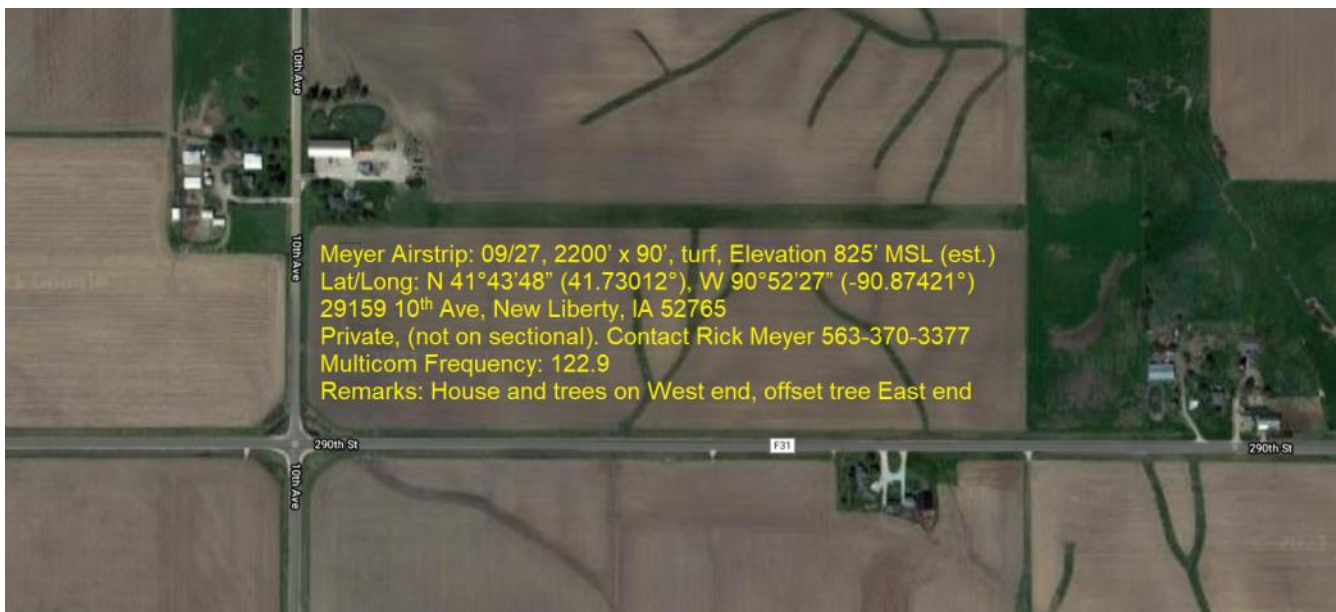 10th Ave
10th Ave
Meyer Airstrip: 09/27, 2200’ x 90’, turf, Elevation 825’ MSL (est.)
Lat/Long: N 41°43’48” (41.73012°), W 90°52’27” (-90.87421°)
29159 10th Ave, New Liberty, IA 52765
Private, (not on sectional). Contact Rick Meyer 563-370-3377
Multicom Frequency: 122.9
Remarks: House and trees on West end, offset tree East end
290th St
F31
290th St
10th Ave